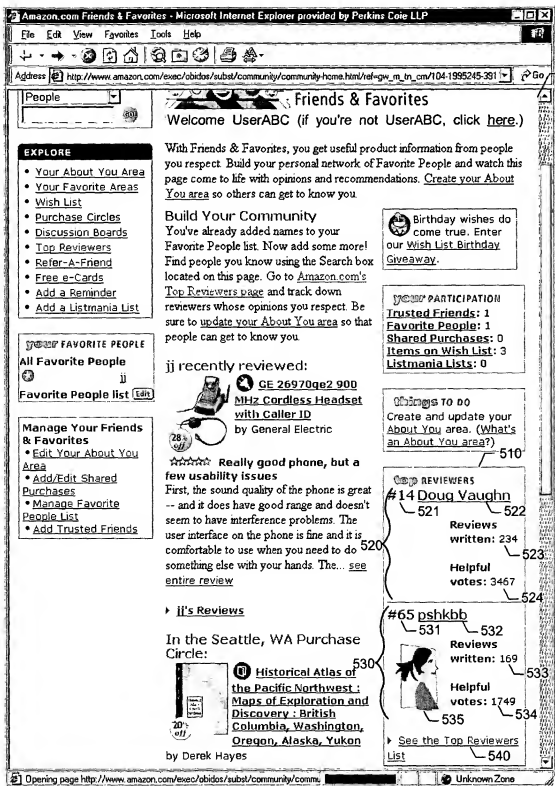 Amazon.com Friends & Favorites - Microsoft Internet Explorer provided by Perkins Coie LLP
File Edit View Favorites Tools Help
Address http://www.amazon.com/exec/obidos/subst/community/community-home.html/ref=gw_m_tn_cm/104-1995245-391 Go
People
GO!
Friends & Favorites
Welcome UserABC (if you're not UserABC, click here.)
EXPLORE
• Your About You Area
• Your Favorite Areas
• Wish List
• Purchase Circles
• Discussion Boards
• Top Reviewers
• Refer-A-Friend
• Free e-Cards
• Add a Reminder
• Add a Listmania List
your FAVORITE PEOPLE
All Favorite People
jj
Favorite People list Edit
Manage Your Friends
& Favorites
• Edit Your About You
Area
• Add/Edit Shared
Purchases
• Manage Favorite
People List
• Add Trusted Friends
With Friends & Favorites, you get useful product information from people
you respect. Build your personal network of Favorite People and watch this
page come to life with opinions and recommendations. Create your About
You area so others can get to know you.
Build Your Community
You've already added names to your
Favorite People list. Now add some more!
Find people you know using the Search box
located on this page. Go to Amazon.com's
Top Reviewers page and track down
reviewers whose opinions you respect. Be
sure to update your About You area so that
people can get to know you.
jj recently reviewed:
GE 26970ge2 900
MHz Cordless Headset
with Caller ID
by General Electric
28%
off
Really good phone, but a
few usability issues
First, the sound quality of the phone is great
-- and it does have good range and doesn't
seem to have interference problems. The
user interface on the phone is fine and it is
comfortable to use when you need to do
something else with your hands. The... see
entire review
jj's Reviews
In the Seattle, WA Purchase
Circle:
Historical Atlas of
the Pacific Northwest :
Maps of Exploration and
Discovery : British
Columbia, Washington,
Oregon, Alaska, Yukon
20%
off
by Derek Hayes
Birthday wishes do
come true. Enter
our Wish List Birthday
Giveaway.
your PARTICIPATION
Trusted Friends: 1
Favorite People: 1
Shared Purchases: 0
Items on Wish List: 3
Listmania Lists: 0
things TO DO
Create and update your
About You area. (What's
an About You area?)
510
top REVIEWERS
#14 Doug Vaughn
521 522
Reviews
written: 234
520
523
Helpful
votes: 3467
524
#65 pshkbb
531 532
Reviews
written: 169
530
533
Helpful
votes: 1749
534
535
See the Top Reviewers
List
540
Opening page http://www.amazon.com/exec/obidos/subst/community/commu
Unknown Zone